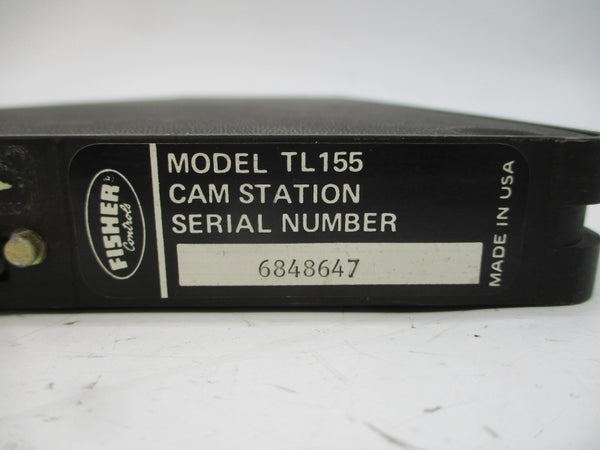 FISHER
Controls
MODEL TL155
CAM STATION
SERIAL NUMBER
6848647
MADE IN USA